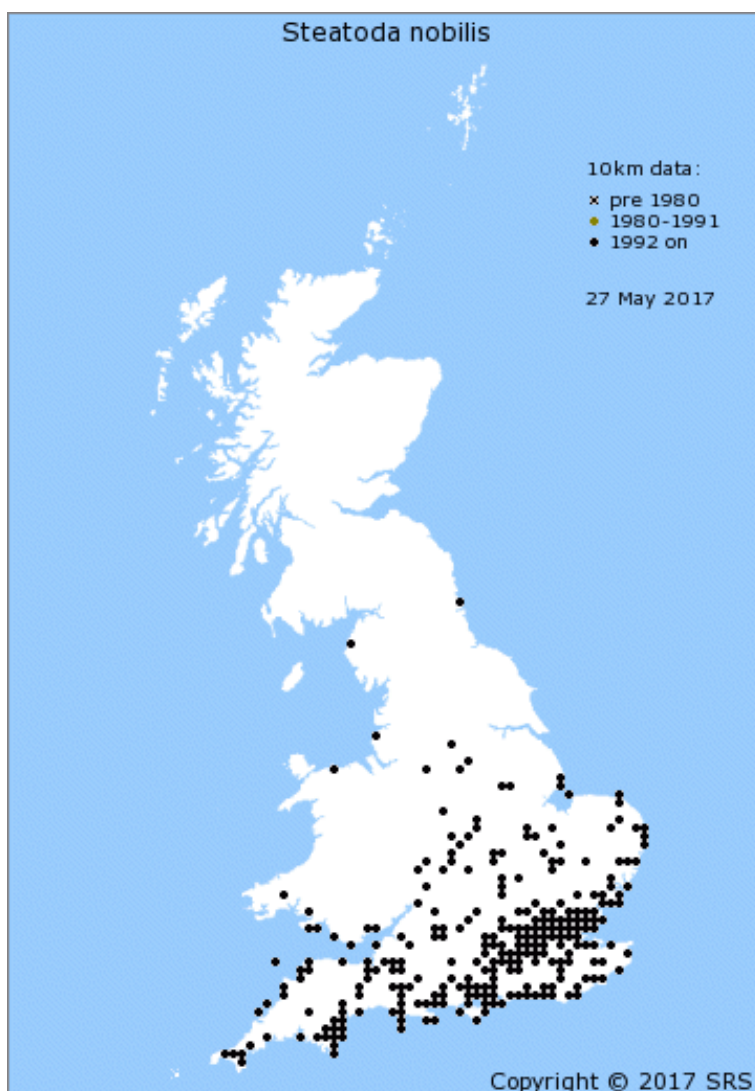 Steatoda nobilis
10km data:
pre 1980
1980-1991
1992 on
27 May 2017
Copyright © 2017 SRS